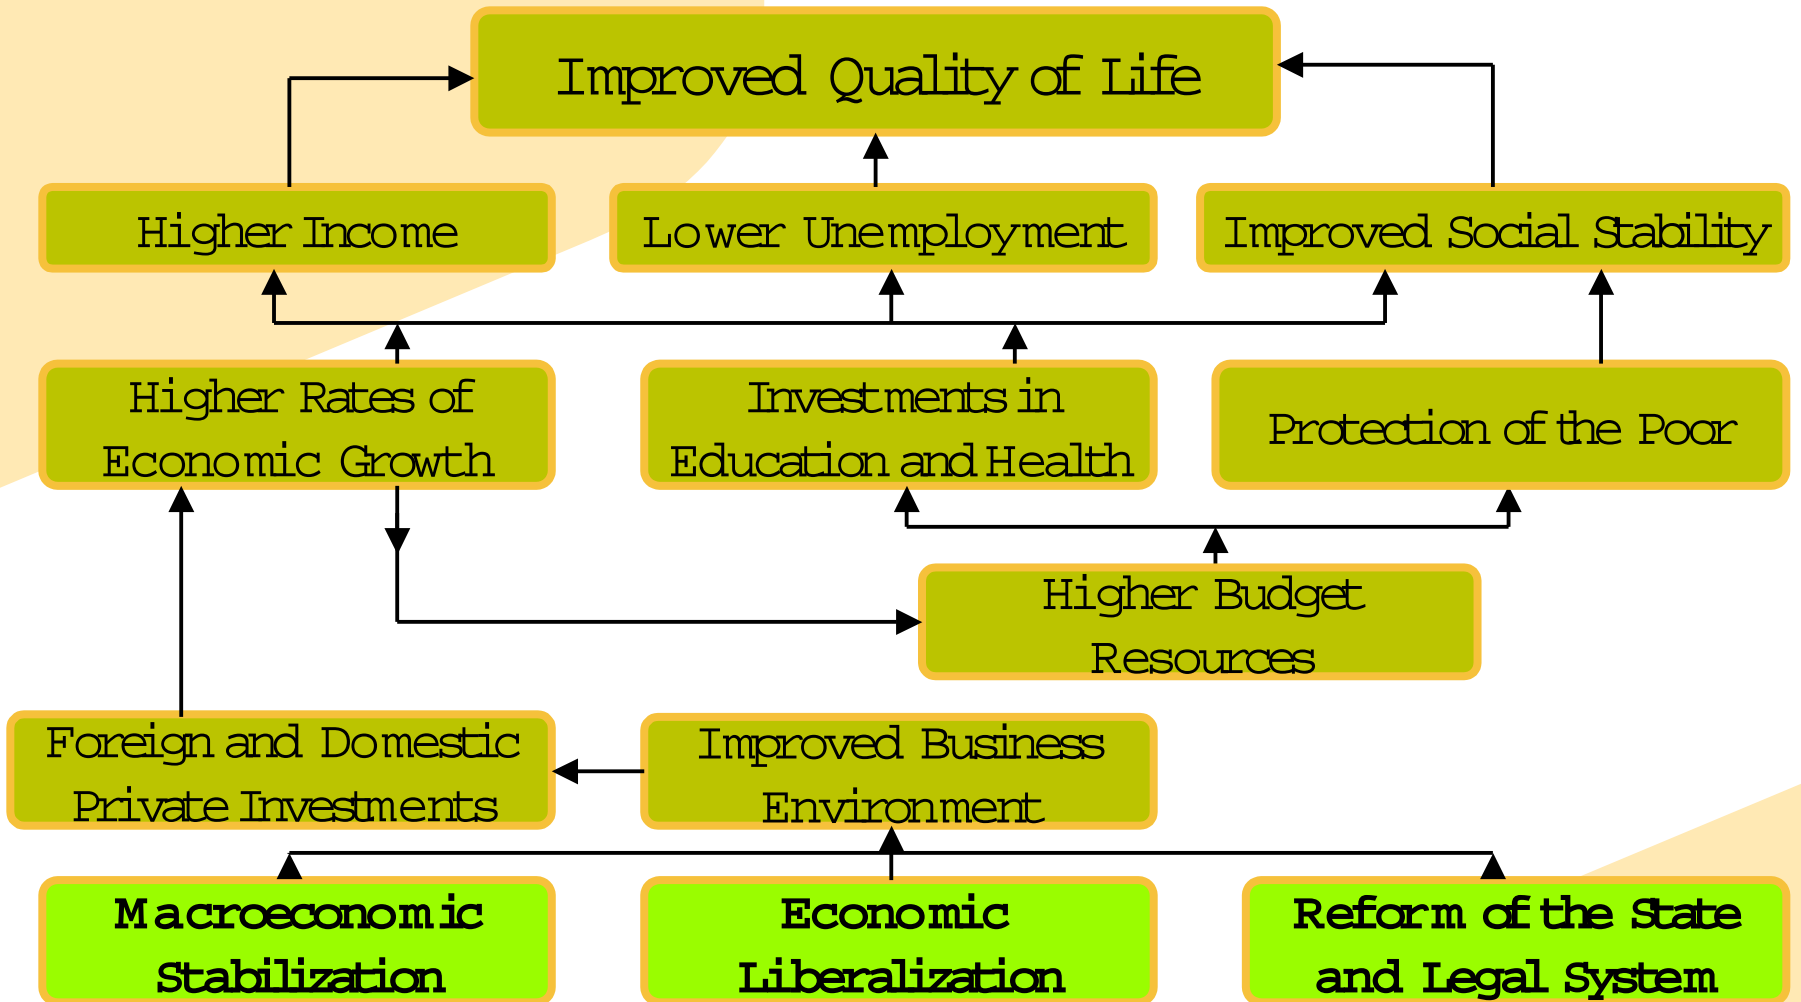 Improved Quality of Life
Higher Income
Lower Unemployment
Improved Social Stability
Higher Rates of
Economic Growth
Investments in
Education and Health
Protection of the Poor
Higher Budget
Resources
Foreign and Domestic
Private Investments
Improved Business
Environment
Macroeconomic
Stabilization
Economic
Liberalization
Reform of the State
and Legal System